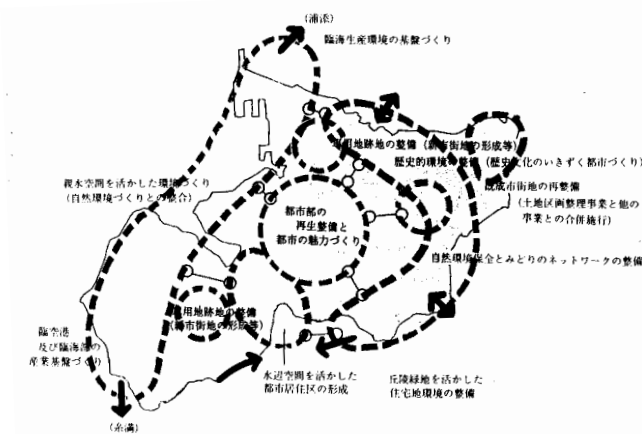 (浦添)
臨海生産環境の基盤づくり
軍用地跡地の整備（新市街地の形成等）
歴史的環境の整備（歴史文化のいきずく都市づくり）
既成市街地の再整備
（土地区画整理事業と他の
事業との合併施行）
親水空間を活かした環境づくり
（自然環境づくりとの整合）
都市部の
再生整備と
都市の魅力づくり
自然環境保全とみどりのネットワークの整備
軍用地跡地の整備
（新市街地の形成等）
臨空港
及び臨海部の
産業基盤づくり
水辺空間を活かした
都市居住区の形成
丘陵緑地を活かした
住宅地環境の整備
(糸満)